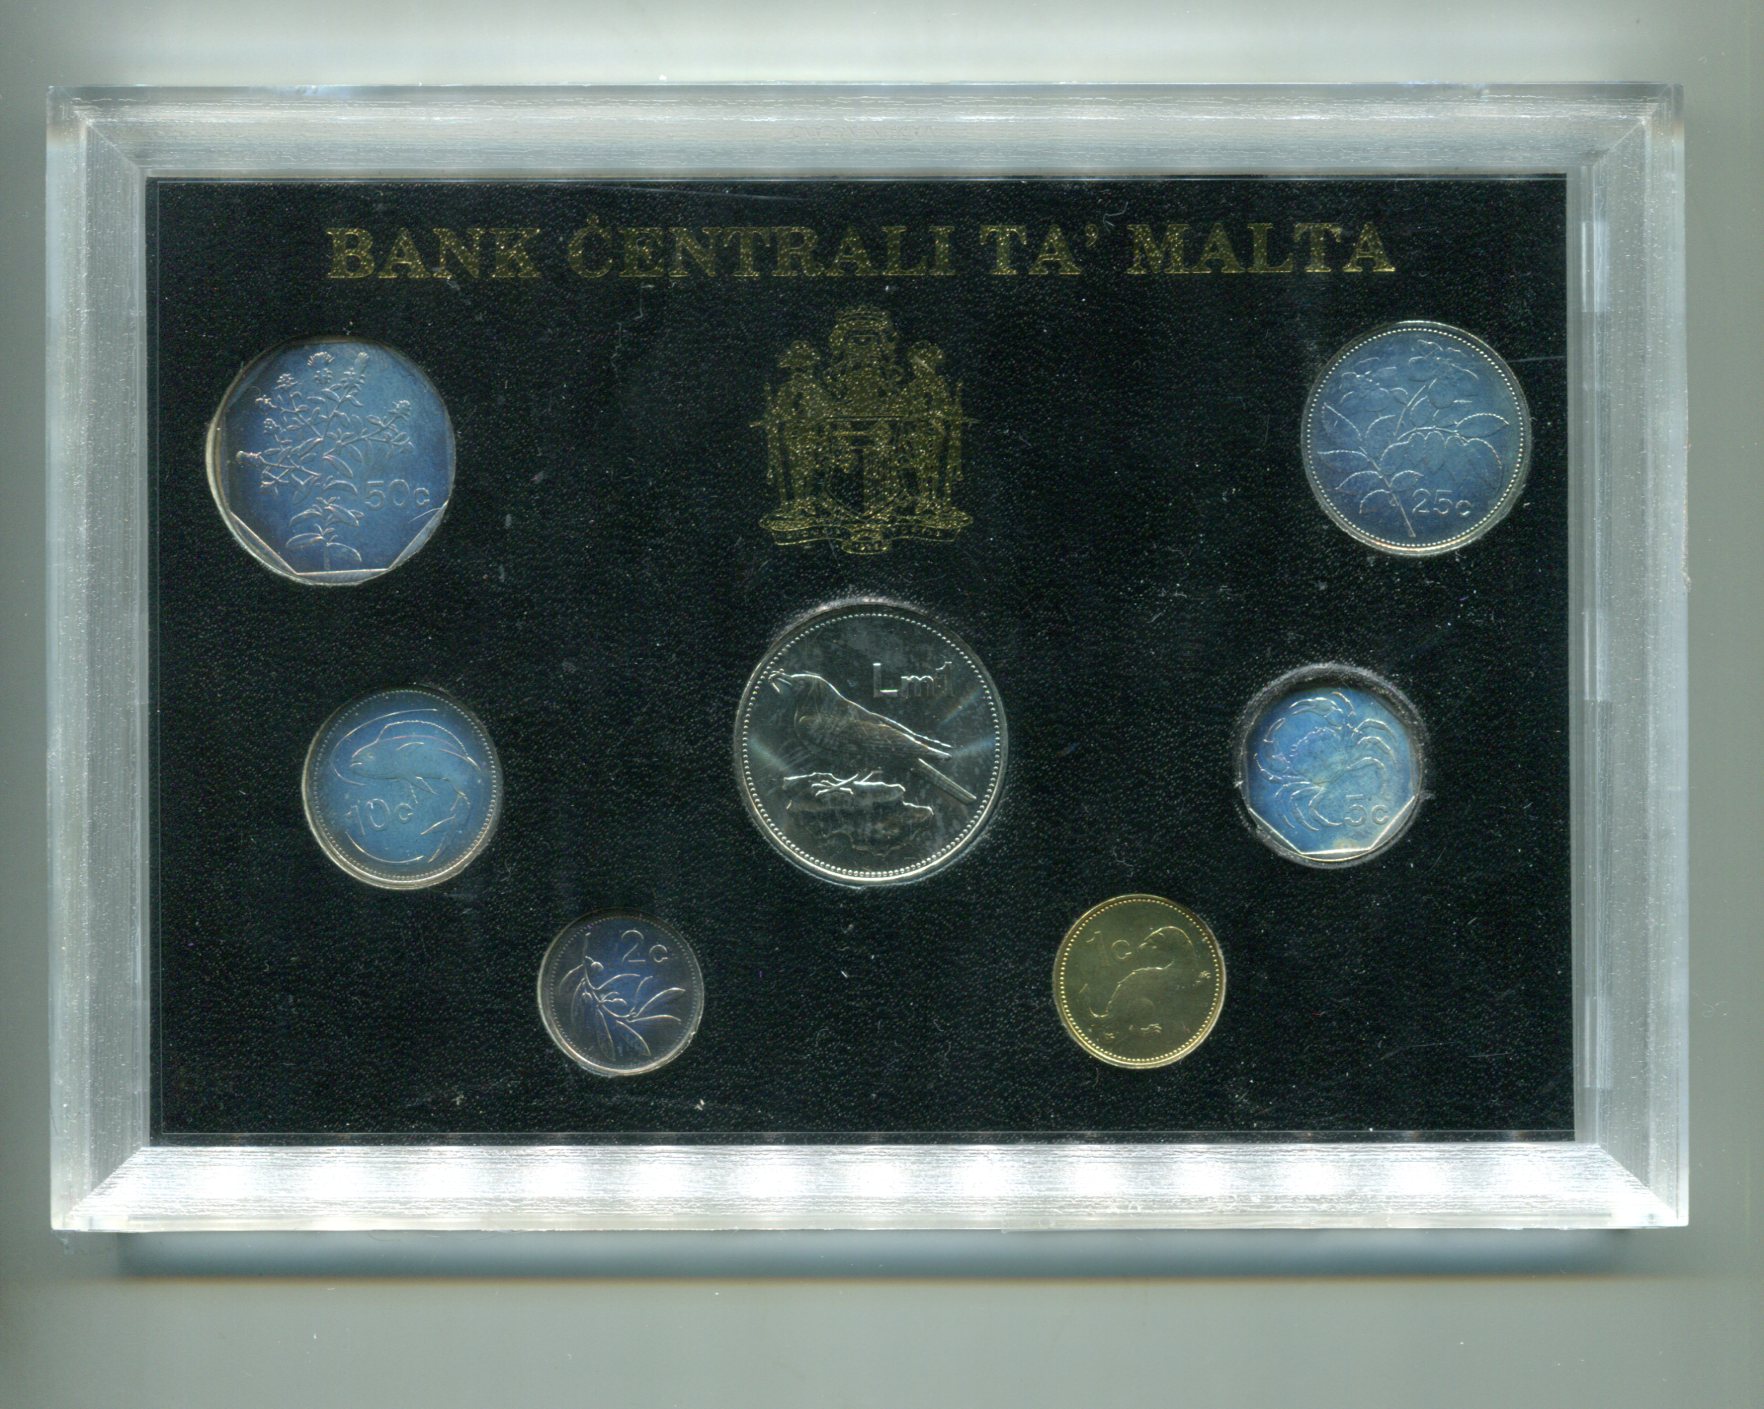 BANK ĊENTRALI TA' MALTA
50c
25c
Lm1
10c
5c
2c
1c